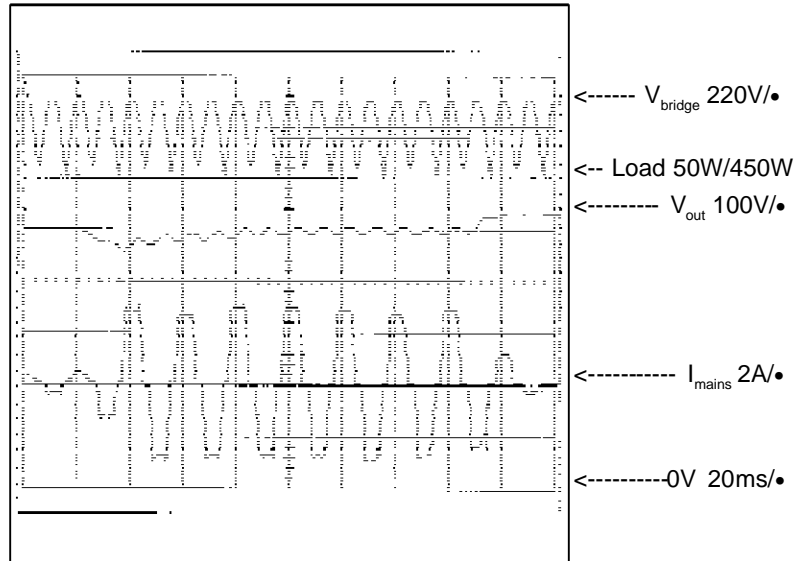 <------ V_bridge 220V/•
<-- Load 50W/450W
<-------- V_out 100V/•
<--------- I_mains 2A/•
<---------0V 20ms/•